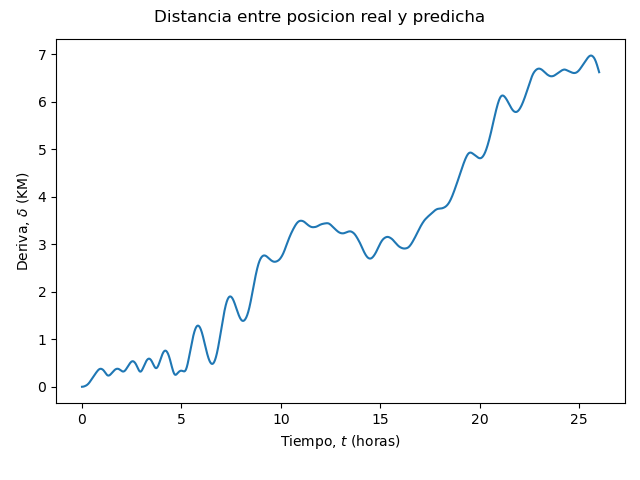 Distancia entre posicion real y predicha
7
6
5
4
3
2
1
0
Deriva, δ (KM)
0 5 10 15 20 25
Tiempo, t (horas)